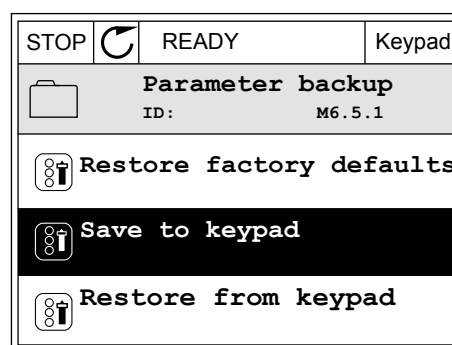 STOP READY Keypad
Parameter backup
ID: M6.5.1
Restore factory defaults
Save to keypad
Restore from keypad